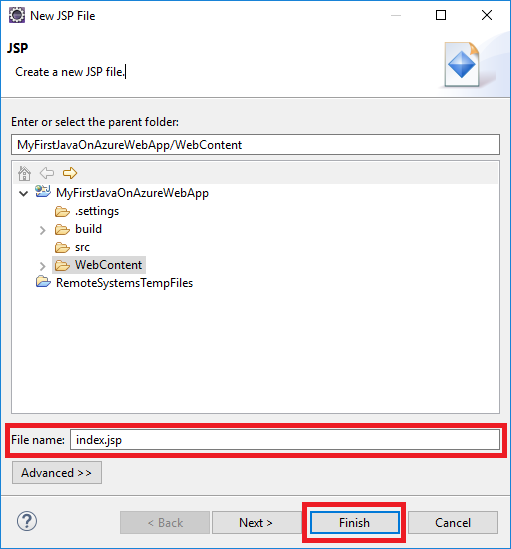 New JSP File
JSP
Create a new JSP file.
Enter or select the parent folder:
MyFirstJavaOnAzureWebApp/WebContent
MyFirstJavaOnAzureWebApp
.settings
build
src
WebContent
RemoteSystemsTempFiles
File name: index.jsp
Advanced >>
? < Back Next > Finish Cancel